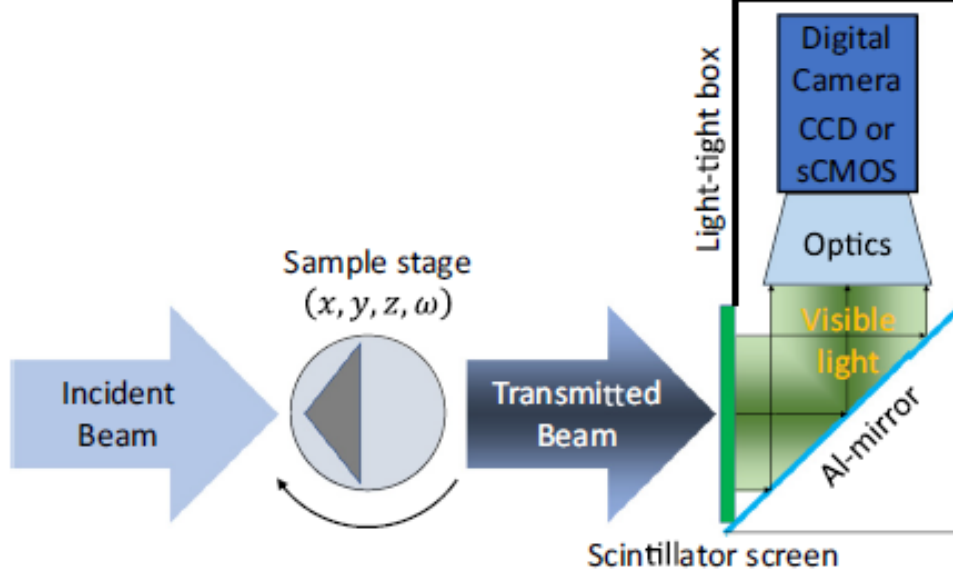 Digital
Camera
CCD or
sCMOS
Light-tight box
Optics
Sample stage
(x, y, z, ω)
Visible
light
Incident
Beam
Transmitted
Beam
Al-mirror
Scintillator screen